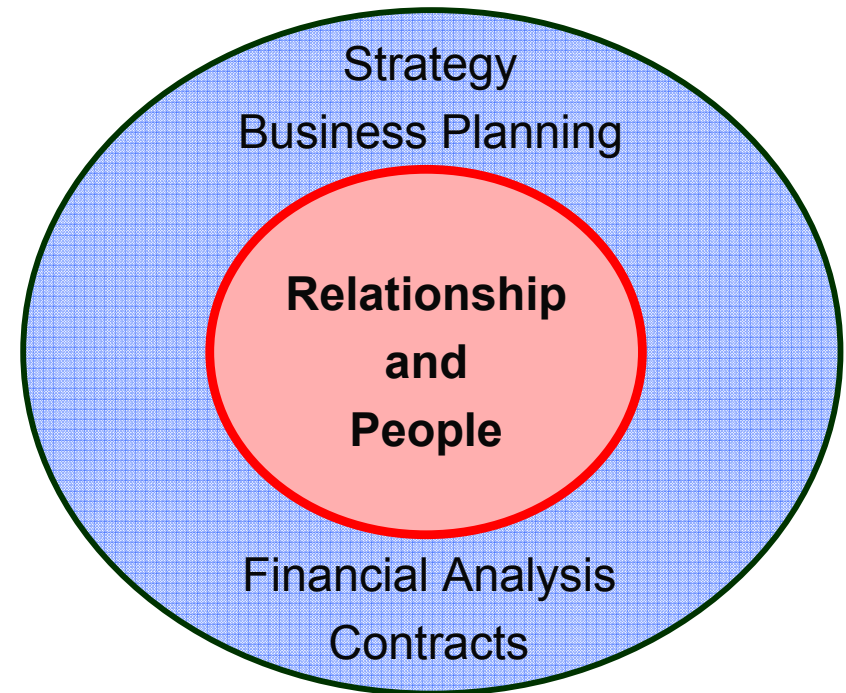 Strategy
Business Planning
Relationship
and
People
Financial Analysis
Contracts